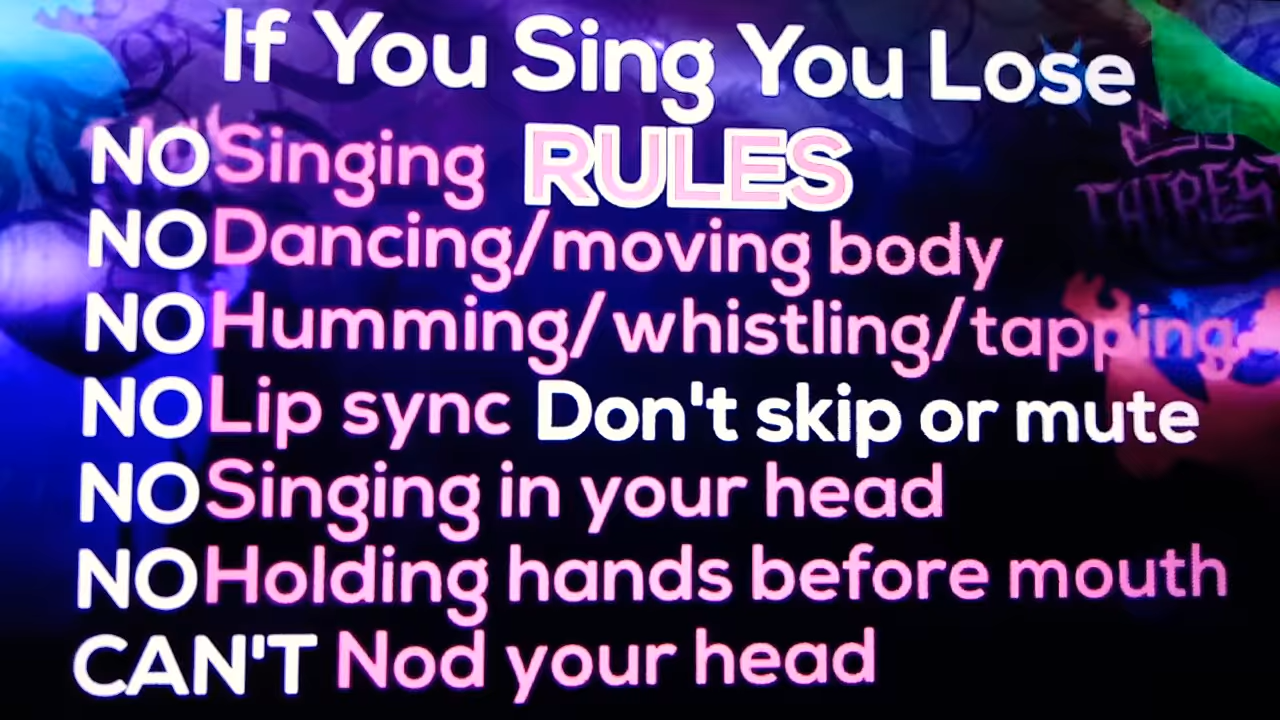 If You Sing You Lose
NO Singing RULES
NO Dancing/moving body
NO Humming/whistling/tapping
NO Lip sync Don't skip or mute
NO Singing in your head
NO Holding hands before mouth
CAN'T Nod your head